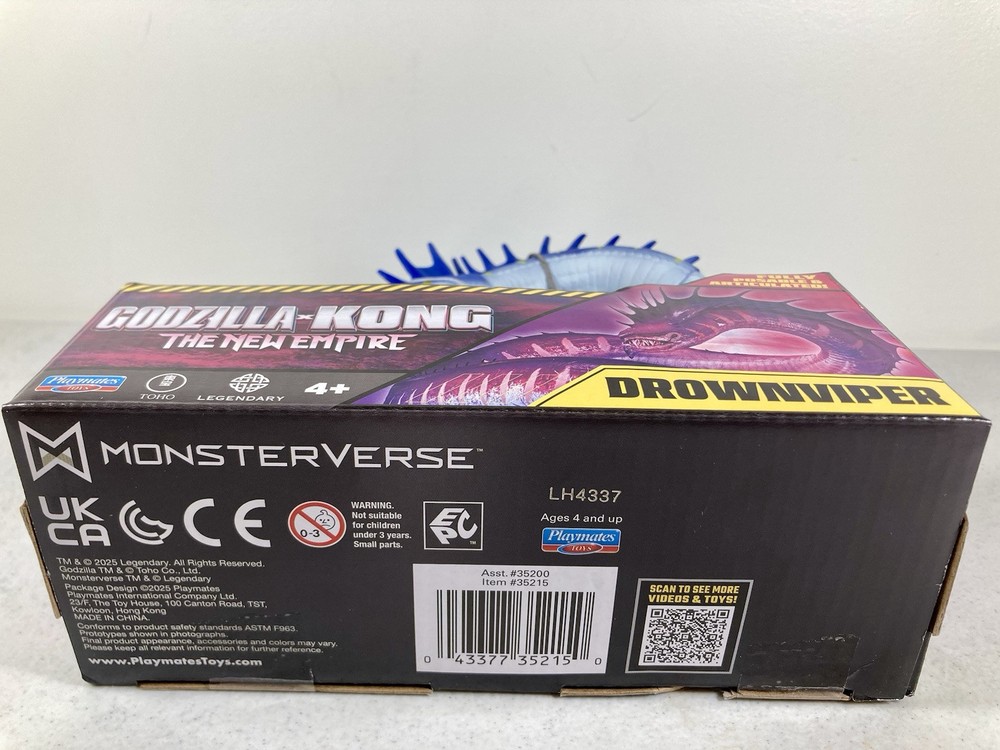 FULLY
POSABLE &
ARTICULATED!
GODZILLA × KONG
THE NEW EMPIRE
Playmates
TOYS
TOHO
LEGENDARY
4+
DROWNVIPER
MONSTERVERSE™
UK
CA
CE
0-3
WARNING.
Not suitable
for children
under 3 years.
Small parts.
EPC™
LH4337
Ages 4 and up
Playmates
TOYS
TM & © 2025 Legendary. All Rights Reserved.
Godzilla TM & © Toho Co., Ltd.
Monsterverse TM & © Legendary
Package Design ©2025 Playmates
Playmates International Company Ltd.
23/F, The Toy House, 100 Canton Road, TST,
Kowloon, Hong Kong
MADE IN CHINA.
Conforms to product safety standards ASTM F963.
Prototypes shown in photographs.
Final product appearance, accessories and colors may vary.
Please keep all relevant information for further reference.
www.PlaymatesToys.com
Asst. #35200
Item #35215
0 43377 35215 0
SCAN TO SEE MORE
VIDEOS & TOYS!